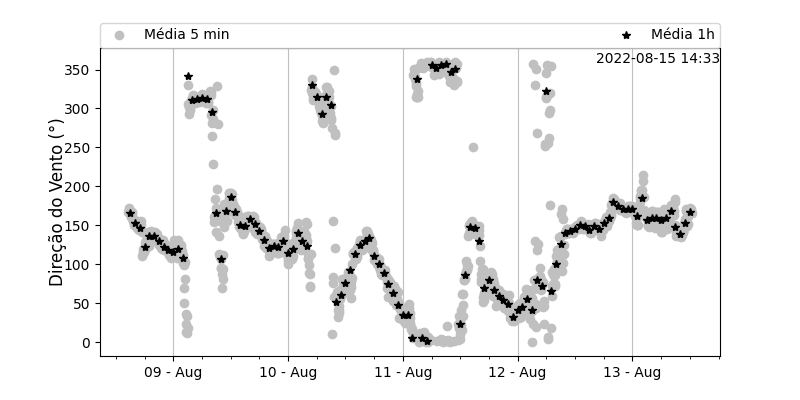 Média 5 min
Média 1h
2022-08-15 14:33
Direção do Vento (°)
350
300
250
200
150
100
50
0
09 - Aug
10 - Aug
11 - Aug
12 - Aug
13 - Aug